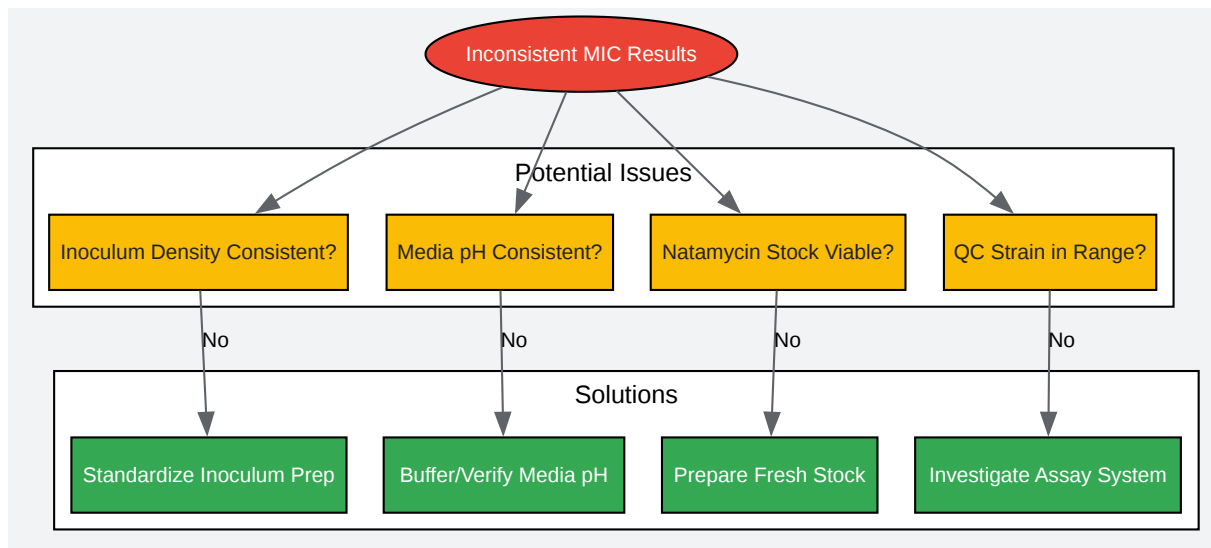 Inconsistent MIC Results
Potential Issues
Inoculum Density Consistent?
Media pH Consistent?
Natamycin Stock Viable?
QC Strain in Range?
No
No
No
No
Solutions
Standardize Inoculum Prep
Buffer/Verify Media pH
Prepare Fresh Stock
Investigate Assay System